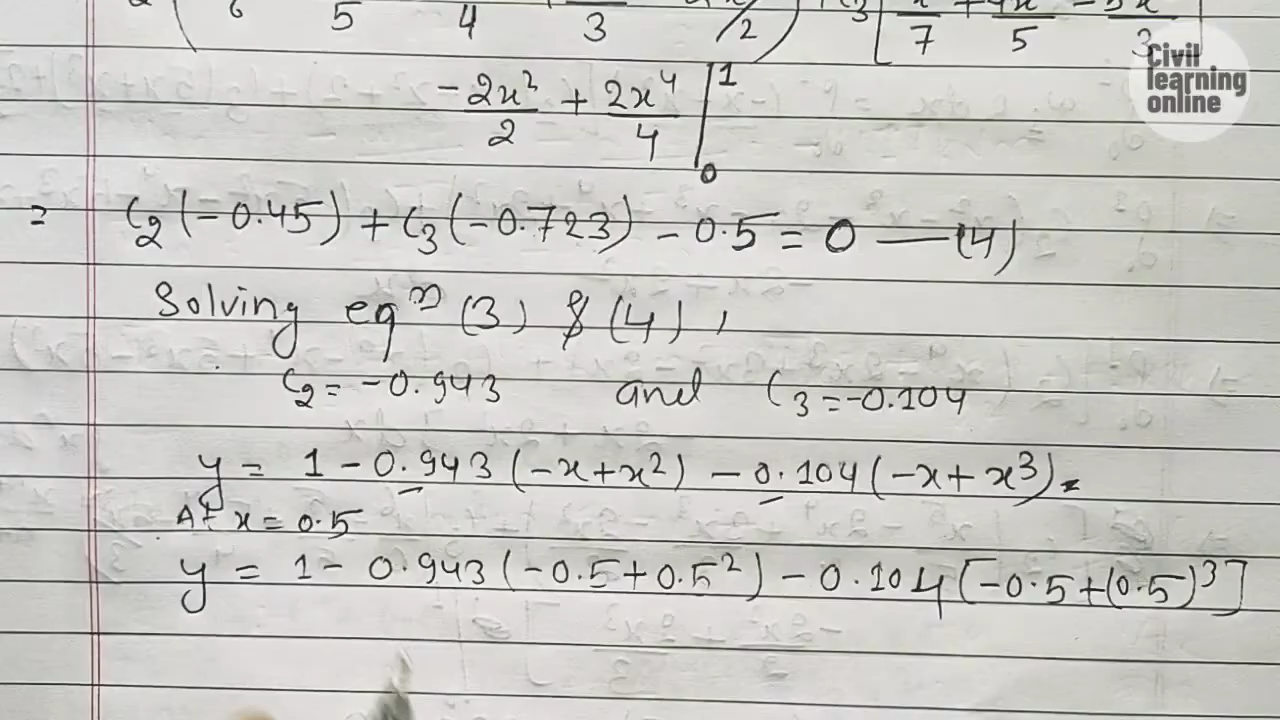 6 5 4 3 2 7 5 3
-2x²/2 + 2x⁴/4 |₀¹
= C₂(-0.45) + C₃(-0.723) - 0.5 = 0 — (4)
Solving eqⁿ (3) & (4),
C₂ = -0.943 and C₃ = -0.104
y = 1 - 0.943 (-x + x²) - 0.104 (-x + x³)
At x = 0.5
y = 1 - 0.943 (-0.5 + 0.5²) - 0.104 [-0.5 + (0.5)³]
Civil
learning
online